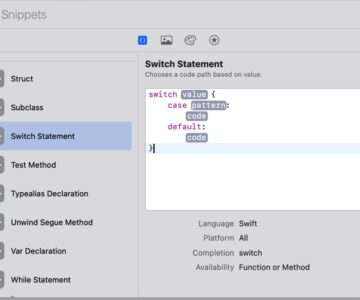 Snippets
Struct
Subclass
Switch Statement
Test Method
Typealias Declaration
Unwind Segue Method
Var Declaration
While Statement
Switch Statement
Chooses a code path based on value.
switch value {
case pattern:
code
default:
code
}
Language Swift
Platform All
Completion switch
Availability Function or Method